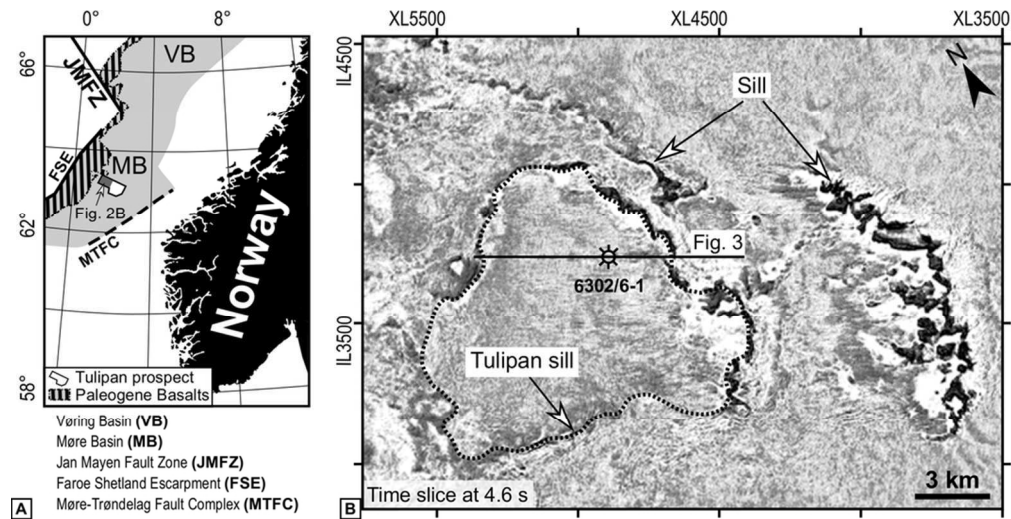 0°
8°
66°
62°
58°
VB
JMFZ
FSE
MB
Fig. 2B
MTFC
Norway
Tulipan prospect
Paleogene Basalts
Vøring Basin (VB)
Møre Basin (MB)
Jan Mayen Fault Zone (JMFZ)
Faroe Shetland Escarpment (FSE)
Møre-Trøndelag Fault Complex (MTFC)
A
XL5500
XL4500
XL3500
IL4500
IL3500
N
Sill
Fig. 3
6302/6-1
Tulipan sill
Time slice at 4.6 s
3 km
B